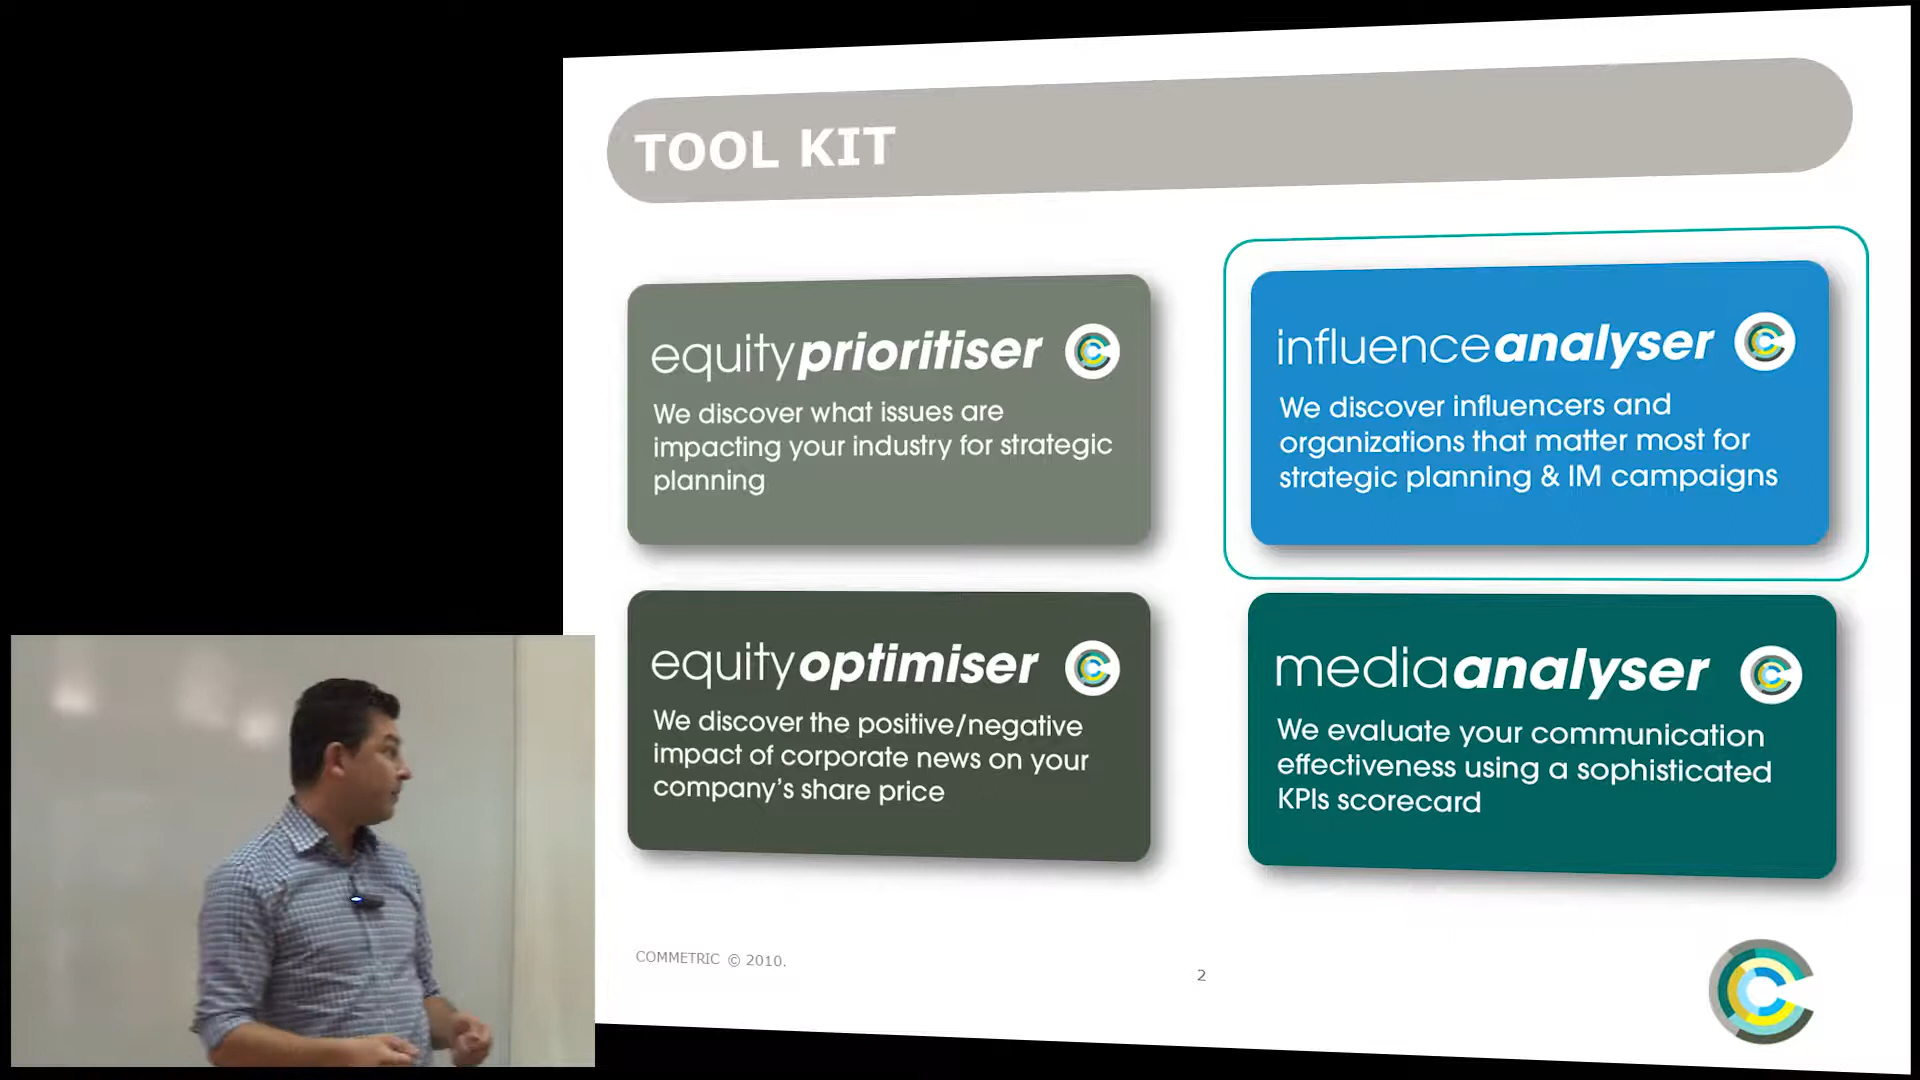 TOOL KIT
equityprioritiser
We discover what issues are
impacting your industry for strategic
planning
influenceanalyser
We discover influencers and
organizations that matter most for
strategic planning & IM campaigns
equityoptimiser
We discover the positive/negative
impact of corporate news on your
company's share price
mediaanalyser
We evaluate your communication
effectiveness using a sophisticated
KPIs scorecard
COMMETRIC © 2010.
2